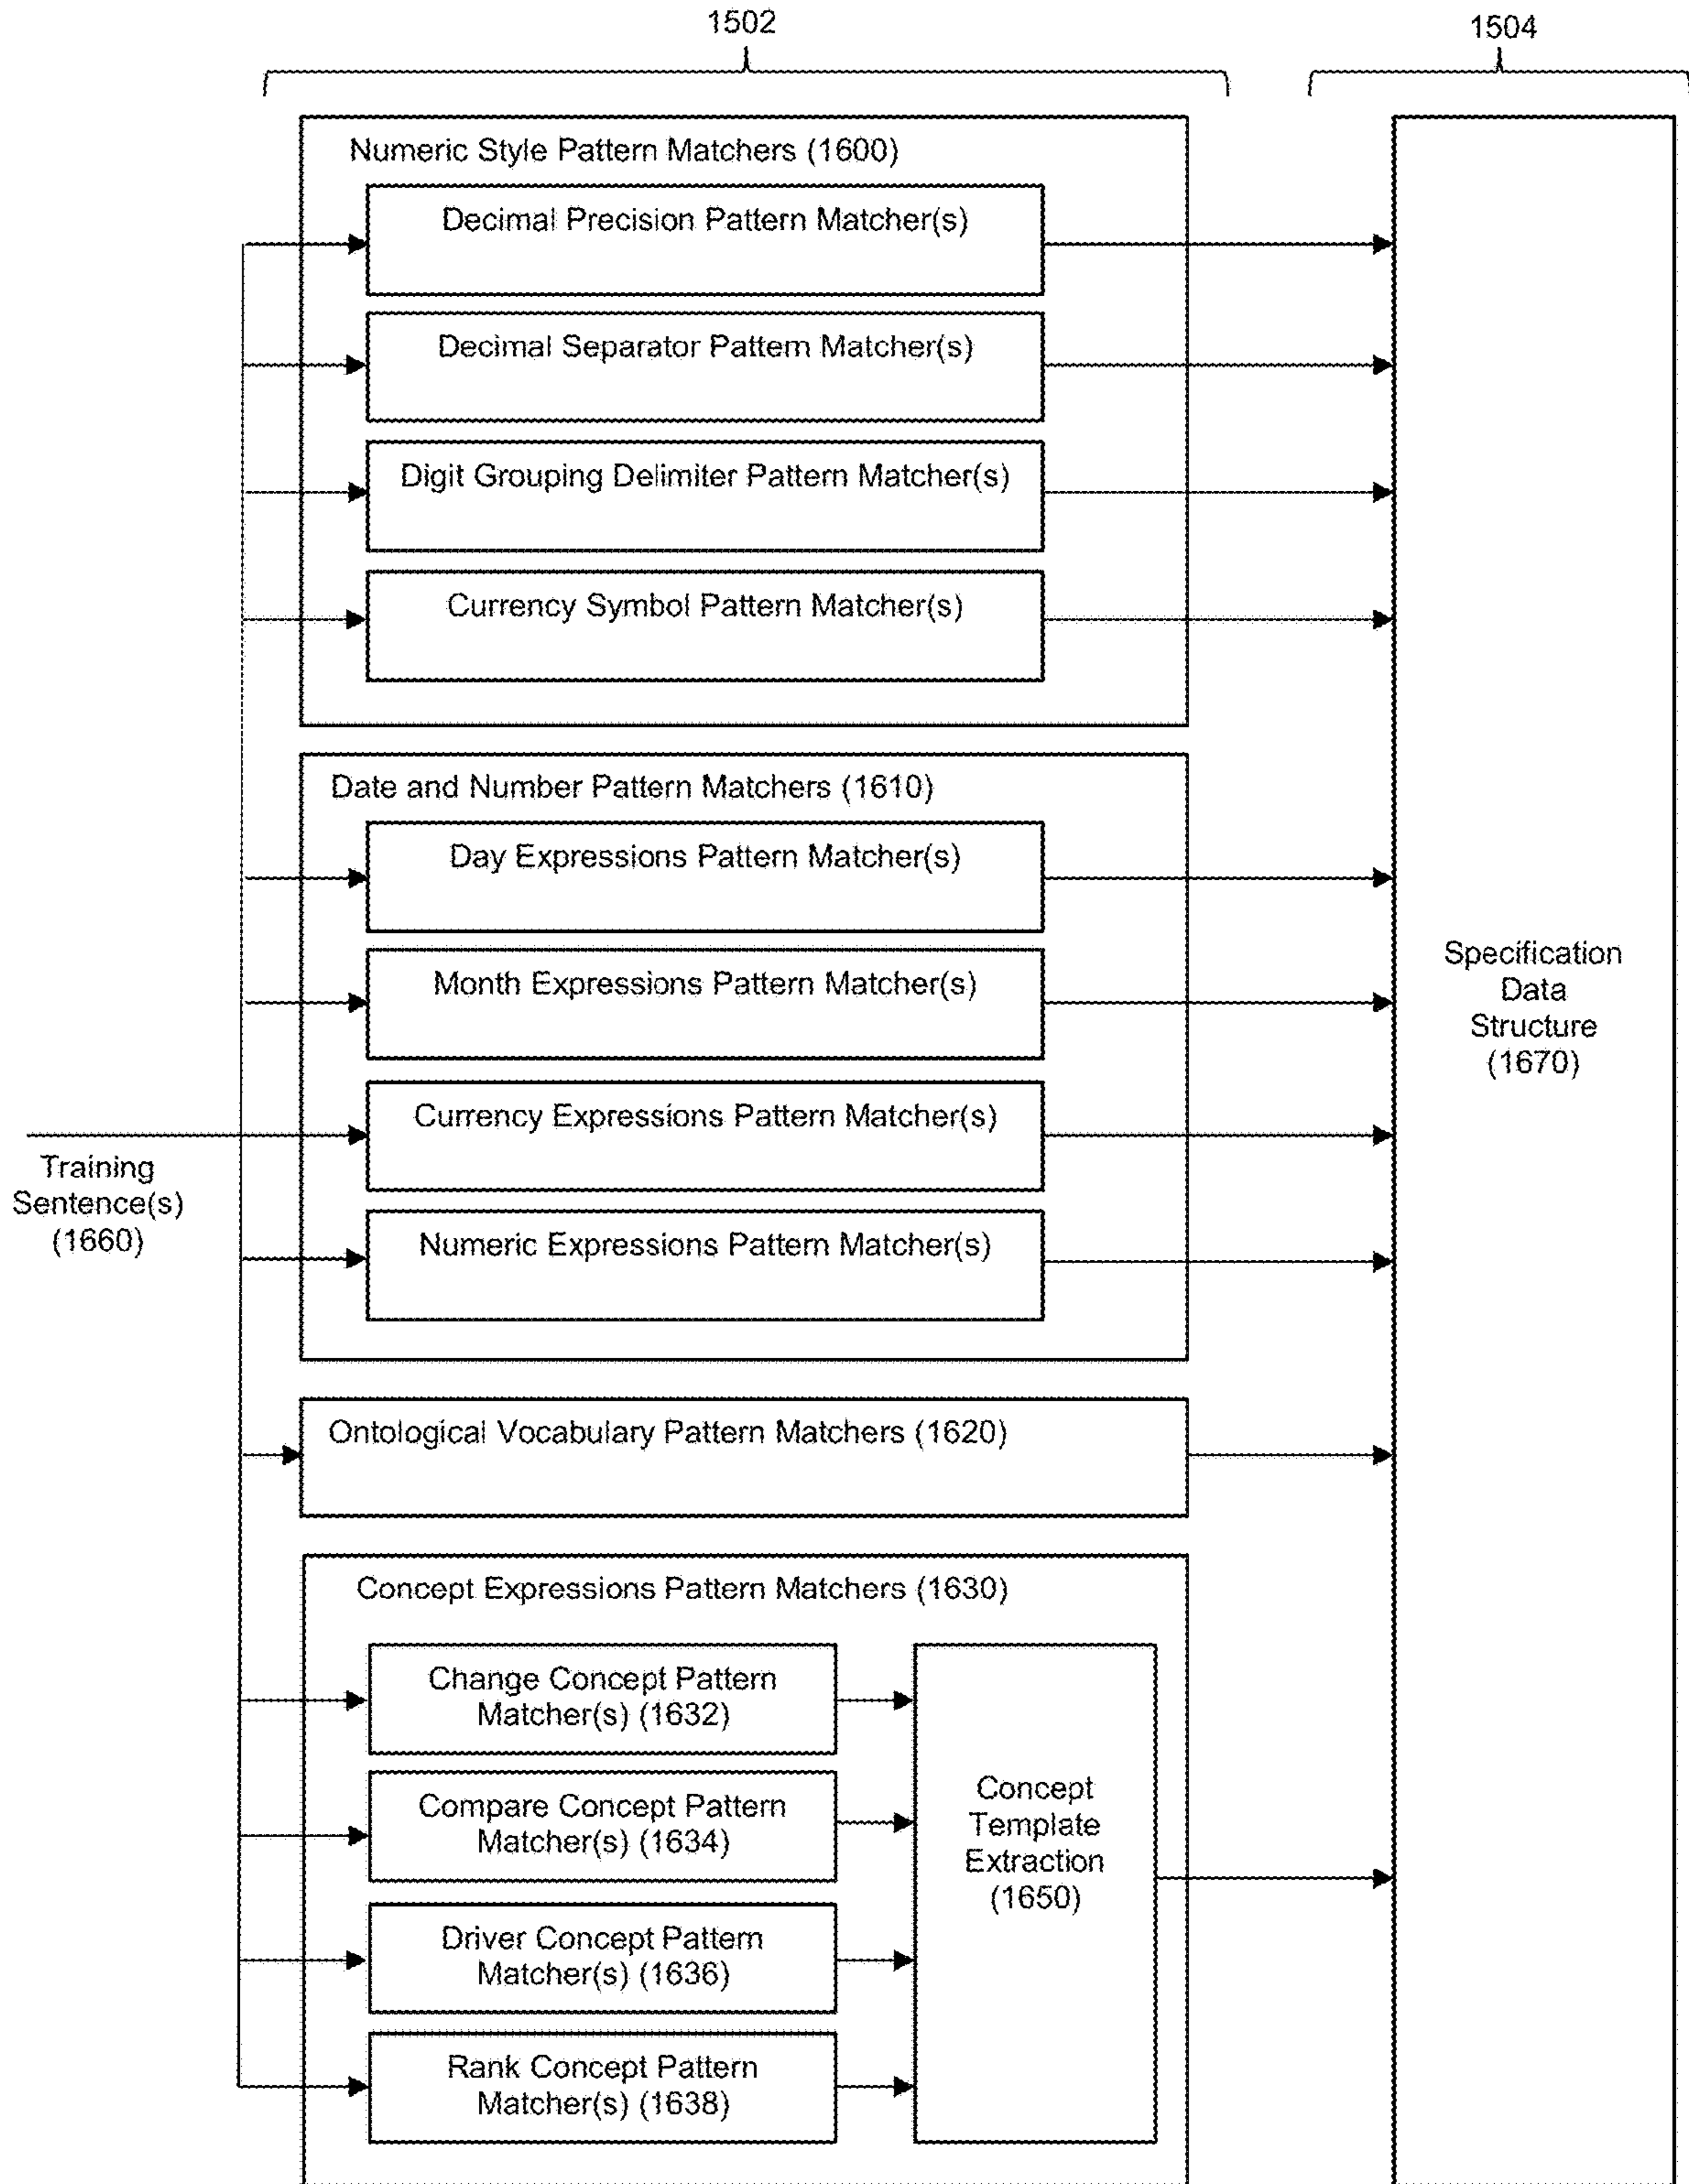 1502
1504
Numeric Style Pattern Matchers (1600)
Decimal Precision Pattern Matcher(s)
Decimal Separator Pattern Matcher(s)
Digit Grouping Delimiter Pattern Matcher(s)
Currency Symbol Pattern Matcher(s)
Date and Number Pattern Matchers (1610)
Day Expressions Pattern Matcher(s)
Month Expressions Pattern Matcher(s)
Currency Expressions Pattern Matcher(s)
Numeric Expressions Pattern Matcher(s)
Training
Sentence(s)
(1660)
Specification
Data
Structure
(1670)
Ontological Vocabulary Pattern Matchers (1620)
Concept Expressions Pattern Matchers (1630)
Change Concept Pattern
Matcher(s) (1632)
Compare Concept Pattern
Matcher(s) (1634)
Driver Concept Pattern
Matcher(s) (1636)
Rank Concept Pattern
Matcher(s) (1638)
Concept
Template
Extraction
(1650)